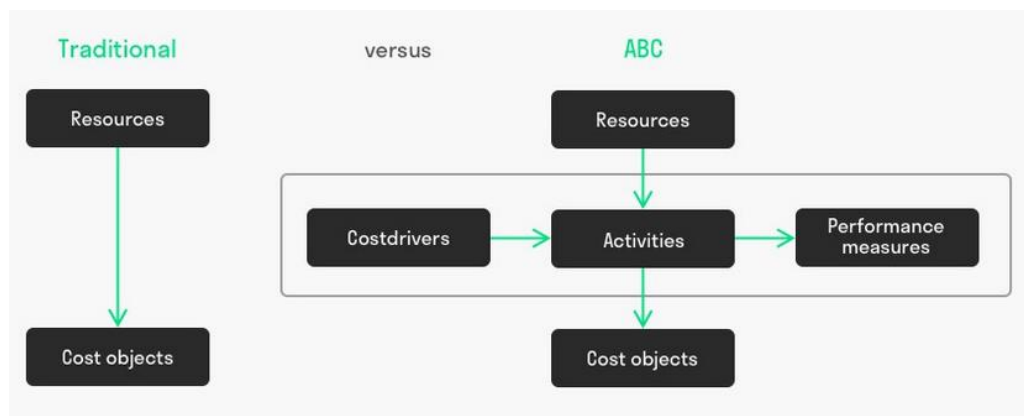 Traditional
versus
ABC
Resources
Resources
Costdrivers
Activities
Performance
measures
Cost objects
Cost objects